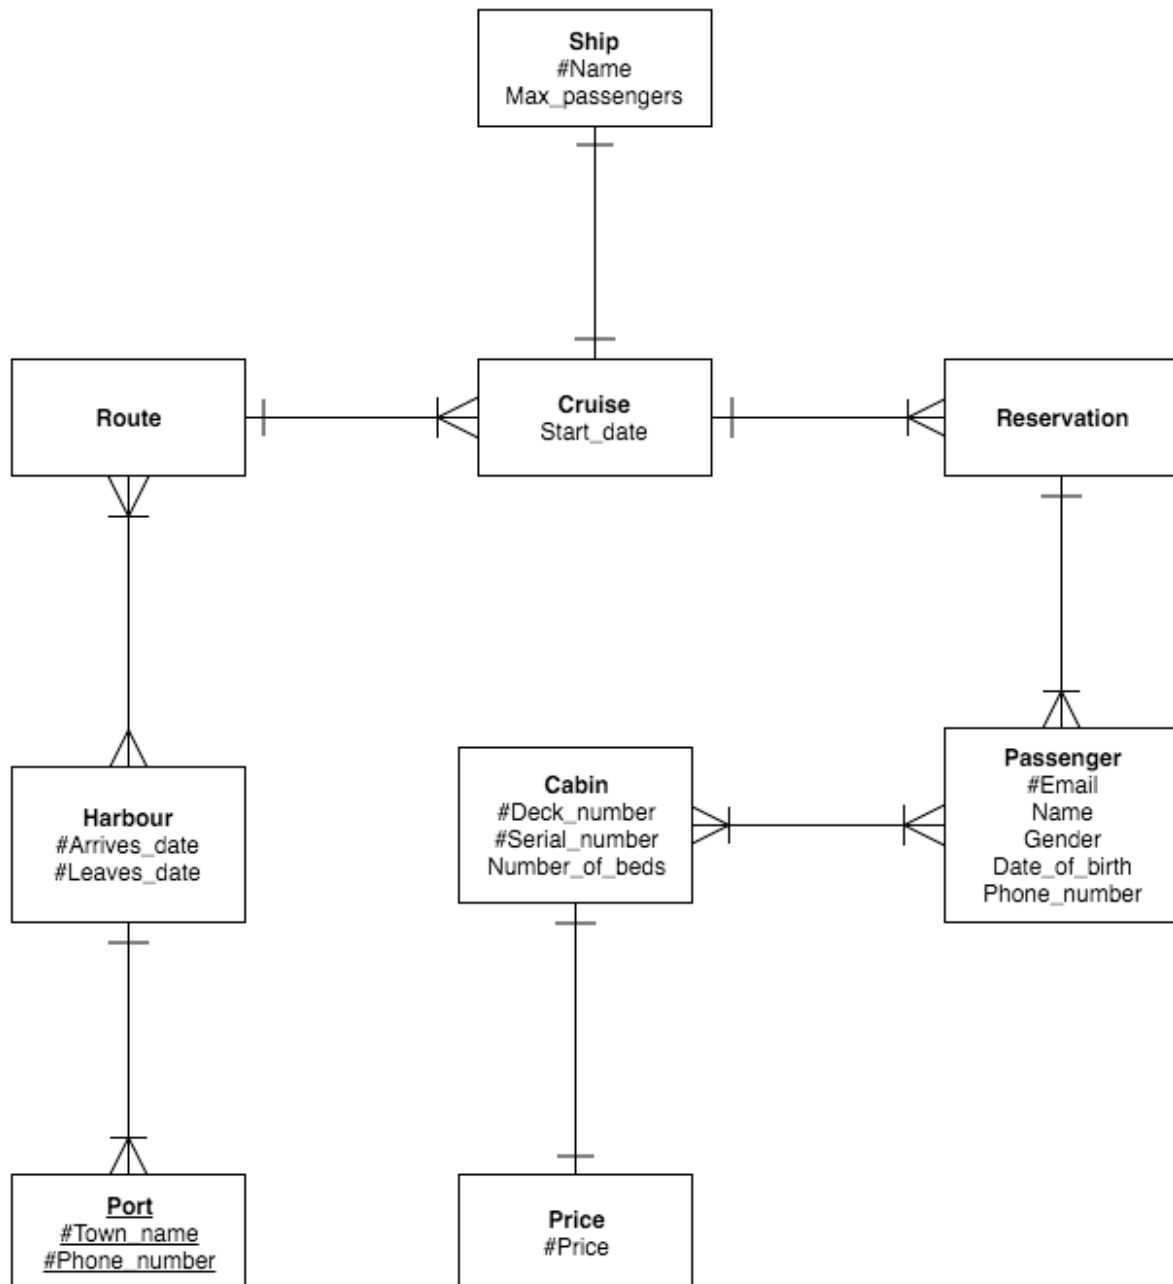 Ship
#Name
Max_passengers
Route
Cruise
Start_date
Reservation
Harbour
#Arrives_date
#Leaves_date
Cabin
#Deck_number
#Serial_number
Number_of_beds
Passenger
#Email
Name
Gender
Date_of_birth
Phone_number
Port
#Town_name
#Phone_number
Price
#Price